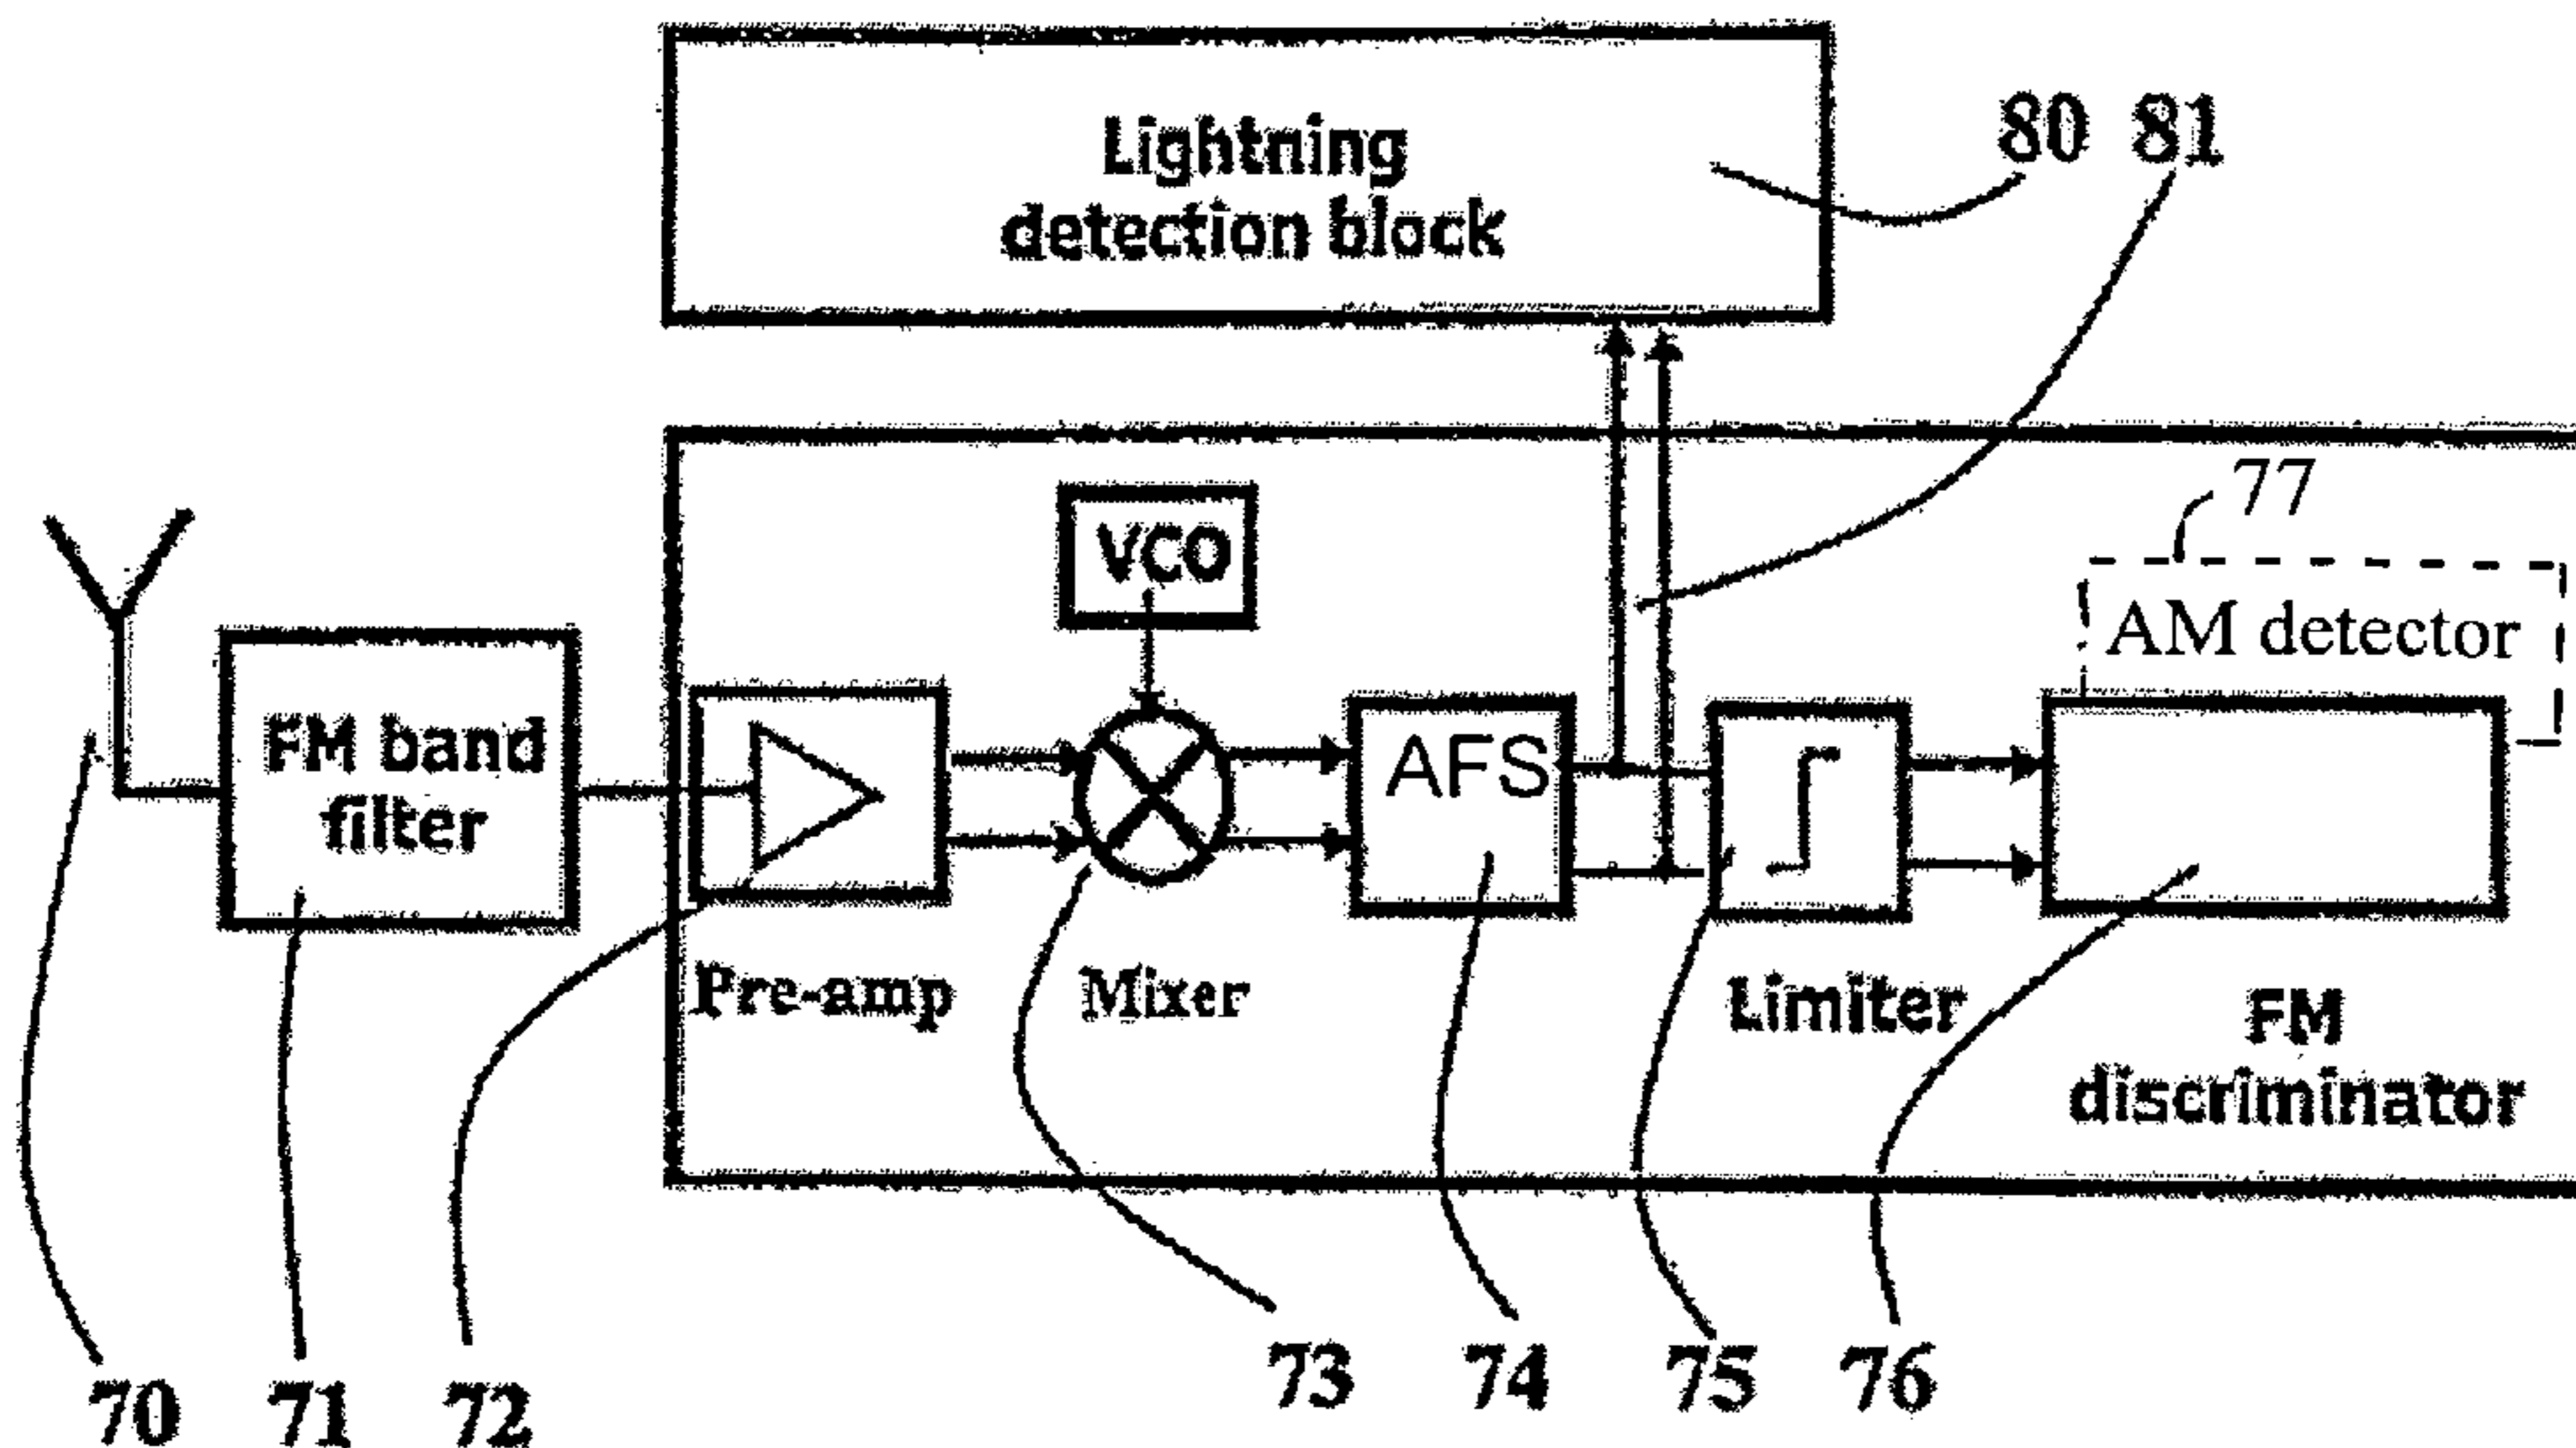 Lightning
detection block
80 81
77
VCO
AM detector
FM band
filter
AFS
Pre-amp
Mixer
Limiter
FM
discriminator
70 71 72 73 74 75 76